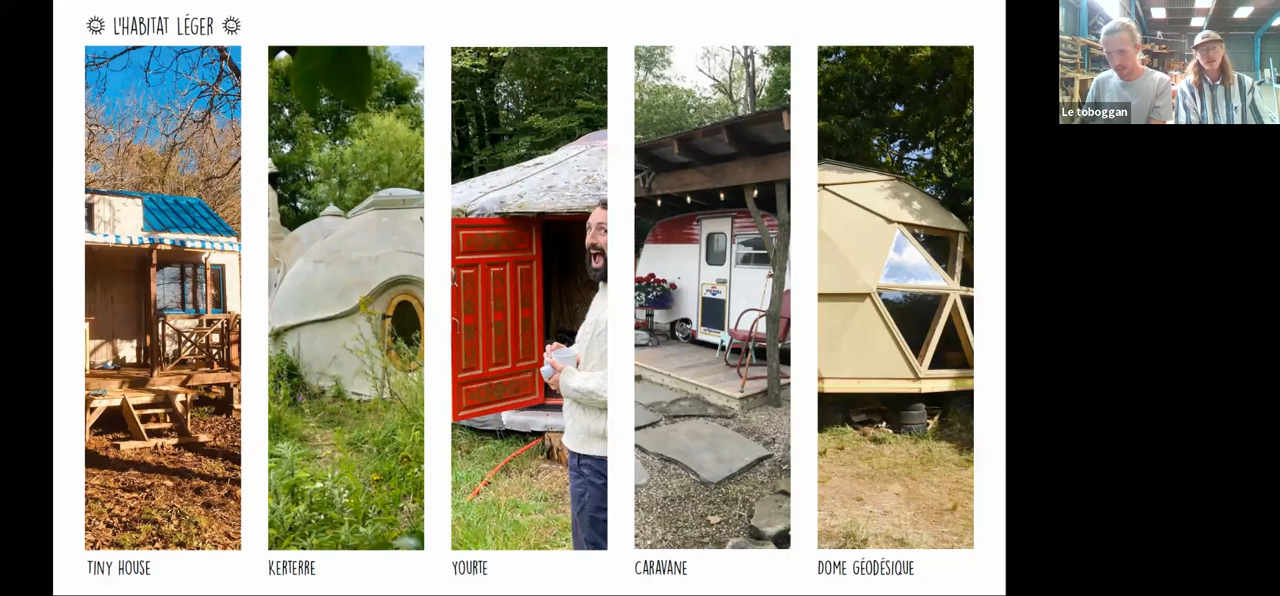 L'HABITAT LÉGER
Le toboggan
TINY HOUSE
KERTERRE
YOURTE
CARAVANE
DOME GÉODÉSIQUE